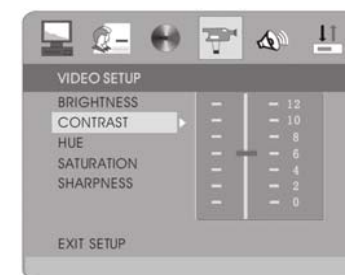 VIDEO SETUP
BRIGHTNESS
CONTRAST
HUE
SATURATION
SHARPNESS
12
10
8
6
4
2
0
EXIT SETUP